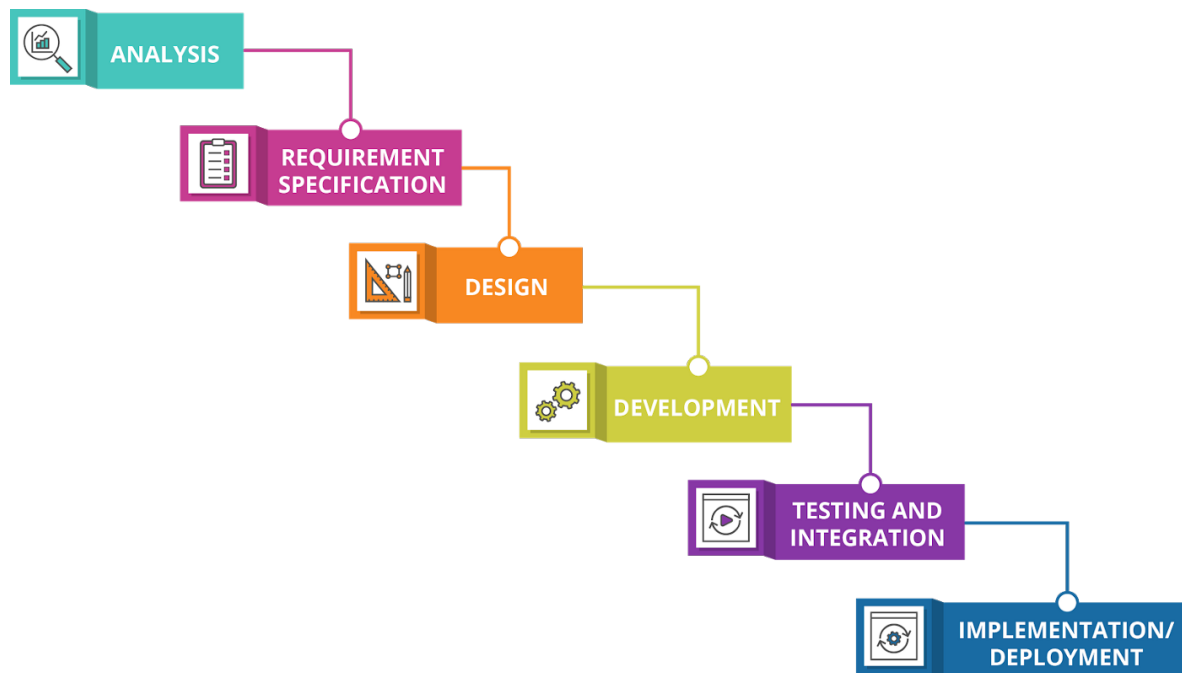 ANALYSIS
REQUIREMENT
SPECIFICATION
DESIGN
DEVELOPMENT
TESTING AND
INTEGRATION
IMPLEMENTATION/
DEPLOYMENT